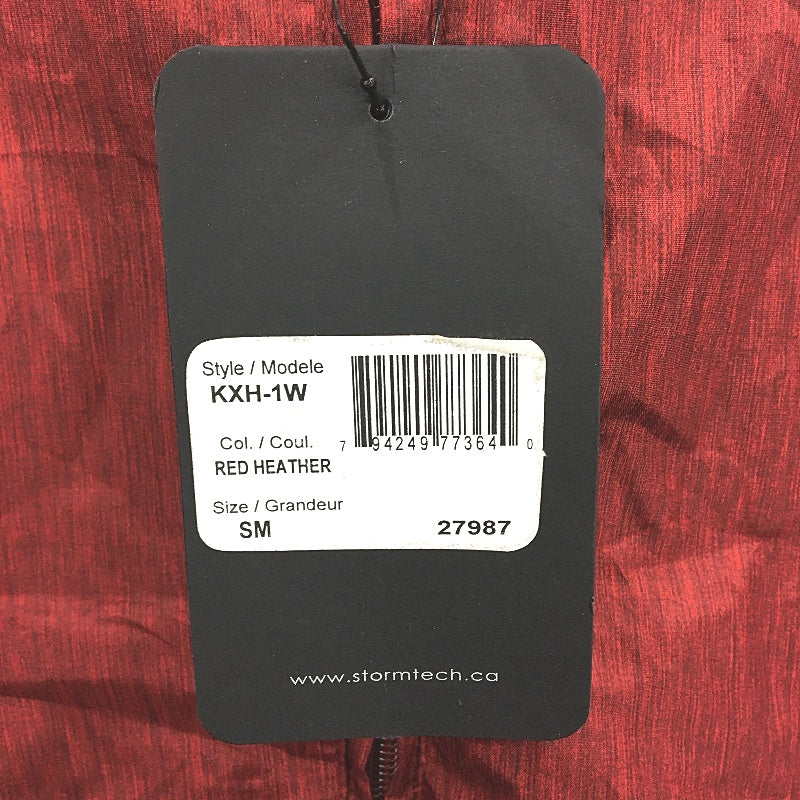 Style / Modele
KXH-1W
7 94249 77364 0
Col. / Coul.
RED HEATHER
Size / Grandeur
SM 27987
www.stormtech.ca